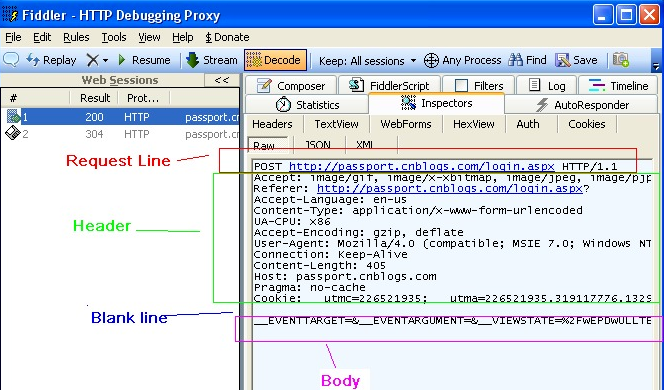 Fiddler - HTTP Debugging Proxy
File Edit Rules Tools View Help $ Donate
Replay Resume Stream Decode Keep: All sessions Any Process Find Save
Web Sessions <<
# Result Prot...
1 200 HTTP passport.cn
2 304 HTTP passport.cn
Composer FiddlerScript Filters Log Timeline
Statistics Inspectors AutoResponder
Headers TextView WebForms HexView Auth Cookies
Raw JSON XML
Request Line
POST http://passport.cnblogs.com/login.aspx HTTP/1.1
Accept: image/gif, image/x-xbitmap, image/jpeg, image/pjp
Referer: http://passport.cnblogs.com/login.aspx?
Accept-Language: en-us
Content-Type: application/x-www-form-urlencoded
UA-CPU: x86
Accept-Encoding: gzip, deflate
User-Agent: Mozilla/4.0 (compatible; MSIE 7.0; Windows NT
Connection: Keep-Alive
Content-Length: 405
Host: passport.cnblogs.com
Pragma: no-cache
Cookie: __utmc=226521935; __utma=226521935.319117776.1329
Header
Blank line
__EVENTTARGET=&__EVENTARGUMENT=&__VIEWSTATE=%2FWEPDWULLTE
Body